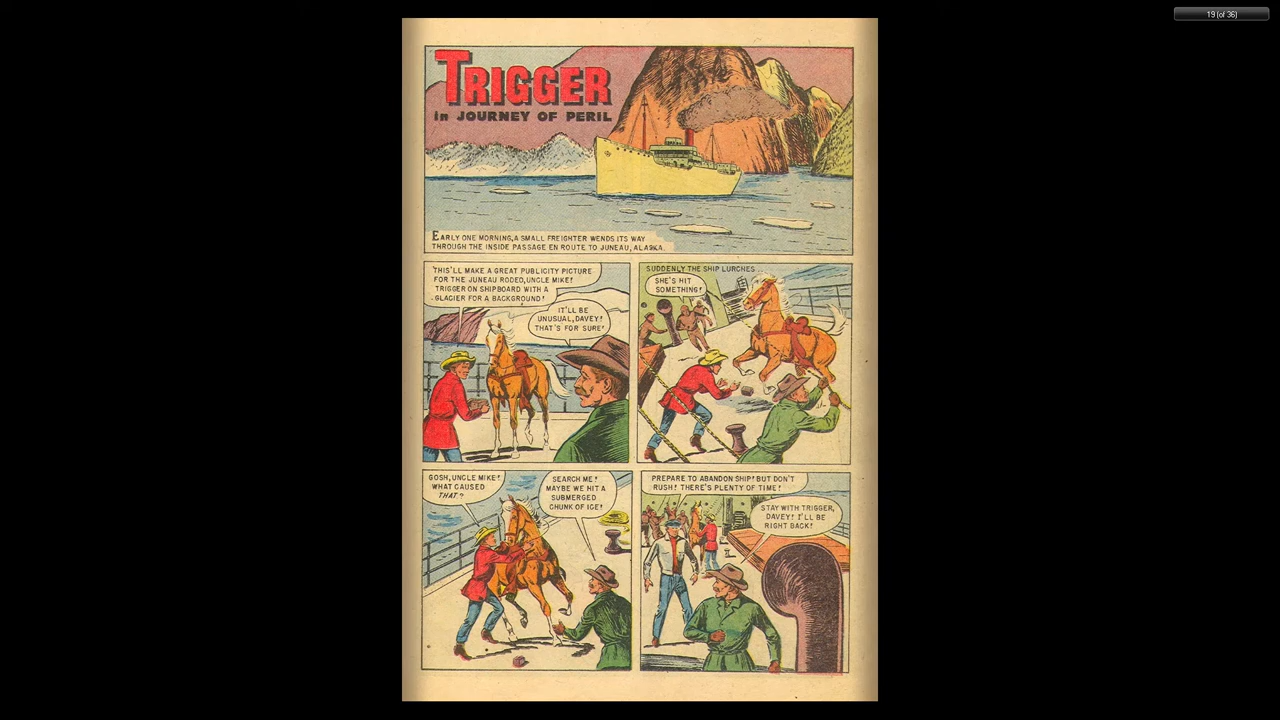 19 (of 36)
TRIGGER
in JOURNEY OF PERIL
EARLY ONE MORNING, A SMALL FREIGHTER WENDS ITS WAY
THROUGH THE INSIDE PASSAGE EN ROUTE TO JUNEAU, ALASKA.
THIS'LL MAKE A GREAT PUBLICITY PICTURE
FOR THE JUNEAU RODEO, UNCLE MIKE!
TRIGGER ON SHIPBOARD WITH A
GLACIER FOR A BACKGROUND!
IT'LL BE
UNUSUAL, DAVEY!
THAT'S FOR SURE!
SUDDENLY THE SHIP LURCHES...
SHE'S HIT
SOMETHING!
GOSH, UNCLE MIKE!
WHAT CAUSED
THAT?
SEARCH ME!
MAYBE WE HIT A
SUBMERGED
CHUNK OF ICE!
PREPARE TO ABANDON SHIP! BUT DON'T
RUSH! THERE'S PLENTY OF TIME!
STAY WITH TRIGGER,
DAVEY! I'LL BE
RIGHT BACK!